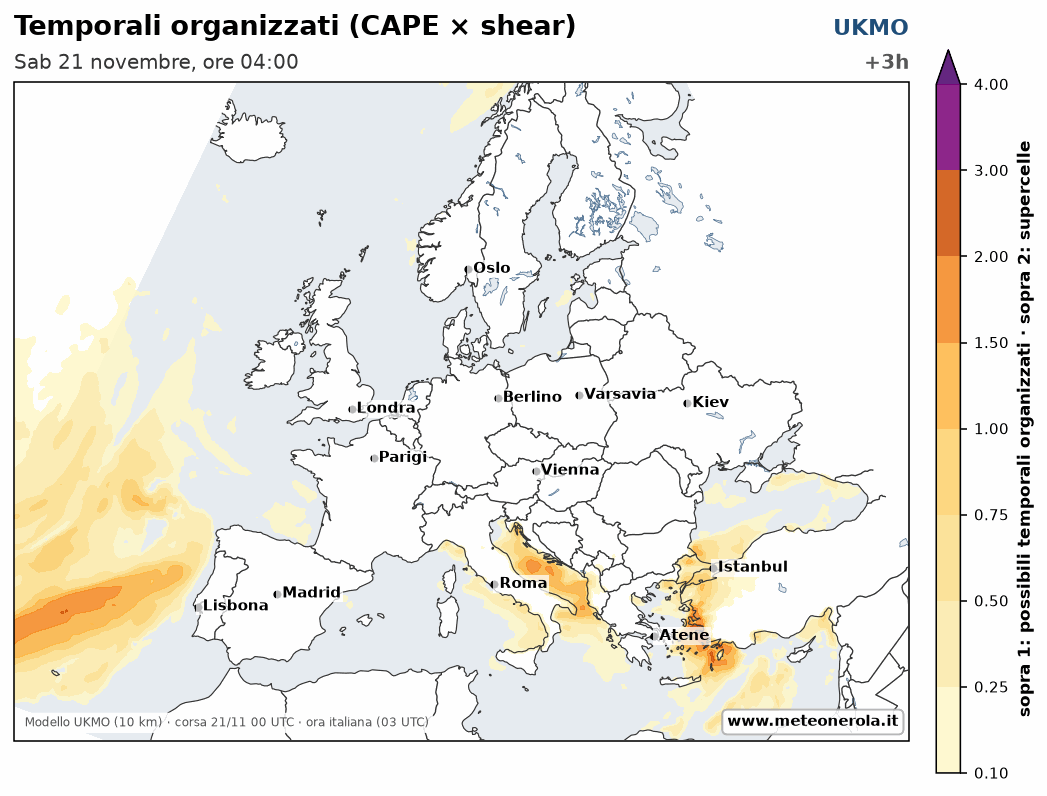 Temporali organizzati (CAPE × shear)
UKMO
Sab 21 novembre, ore 04:00
+3h
Oslo
Londra
Berlino
Varsavia
Kiev
Parigi
Vienna
Istanbul
Roma
Madrid
Lisbona
Atene
Modello UKMO (10 km) · corsa 21/11 00 UTC · ora italiana (03 UTC)
www.meteonerola.it
4.00
3.00
2.00
1.50
1.00
0.75
0.50
0.25
0.10
sopra 1: possibili temporali organizzati · sopra 2: supercelle